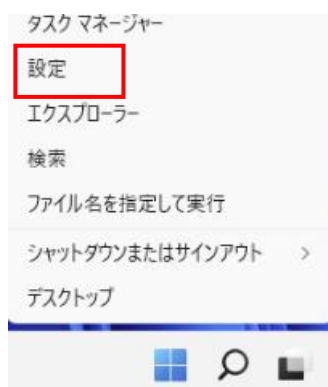 タスク マネージャー
設定
エクスプローラー
検索
ファイル名を指定して実行
シャットダウンまたはサインアウト
デスクトップ